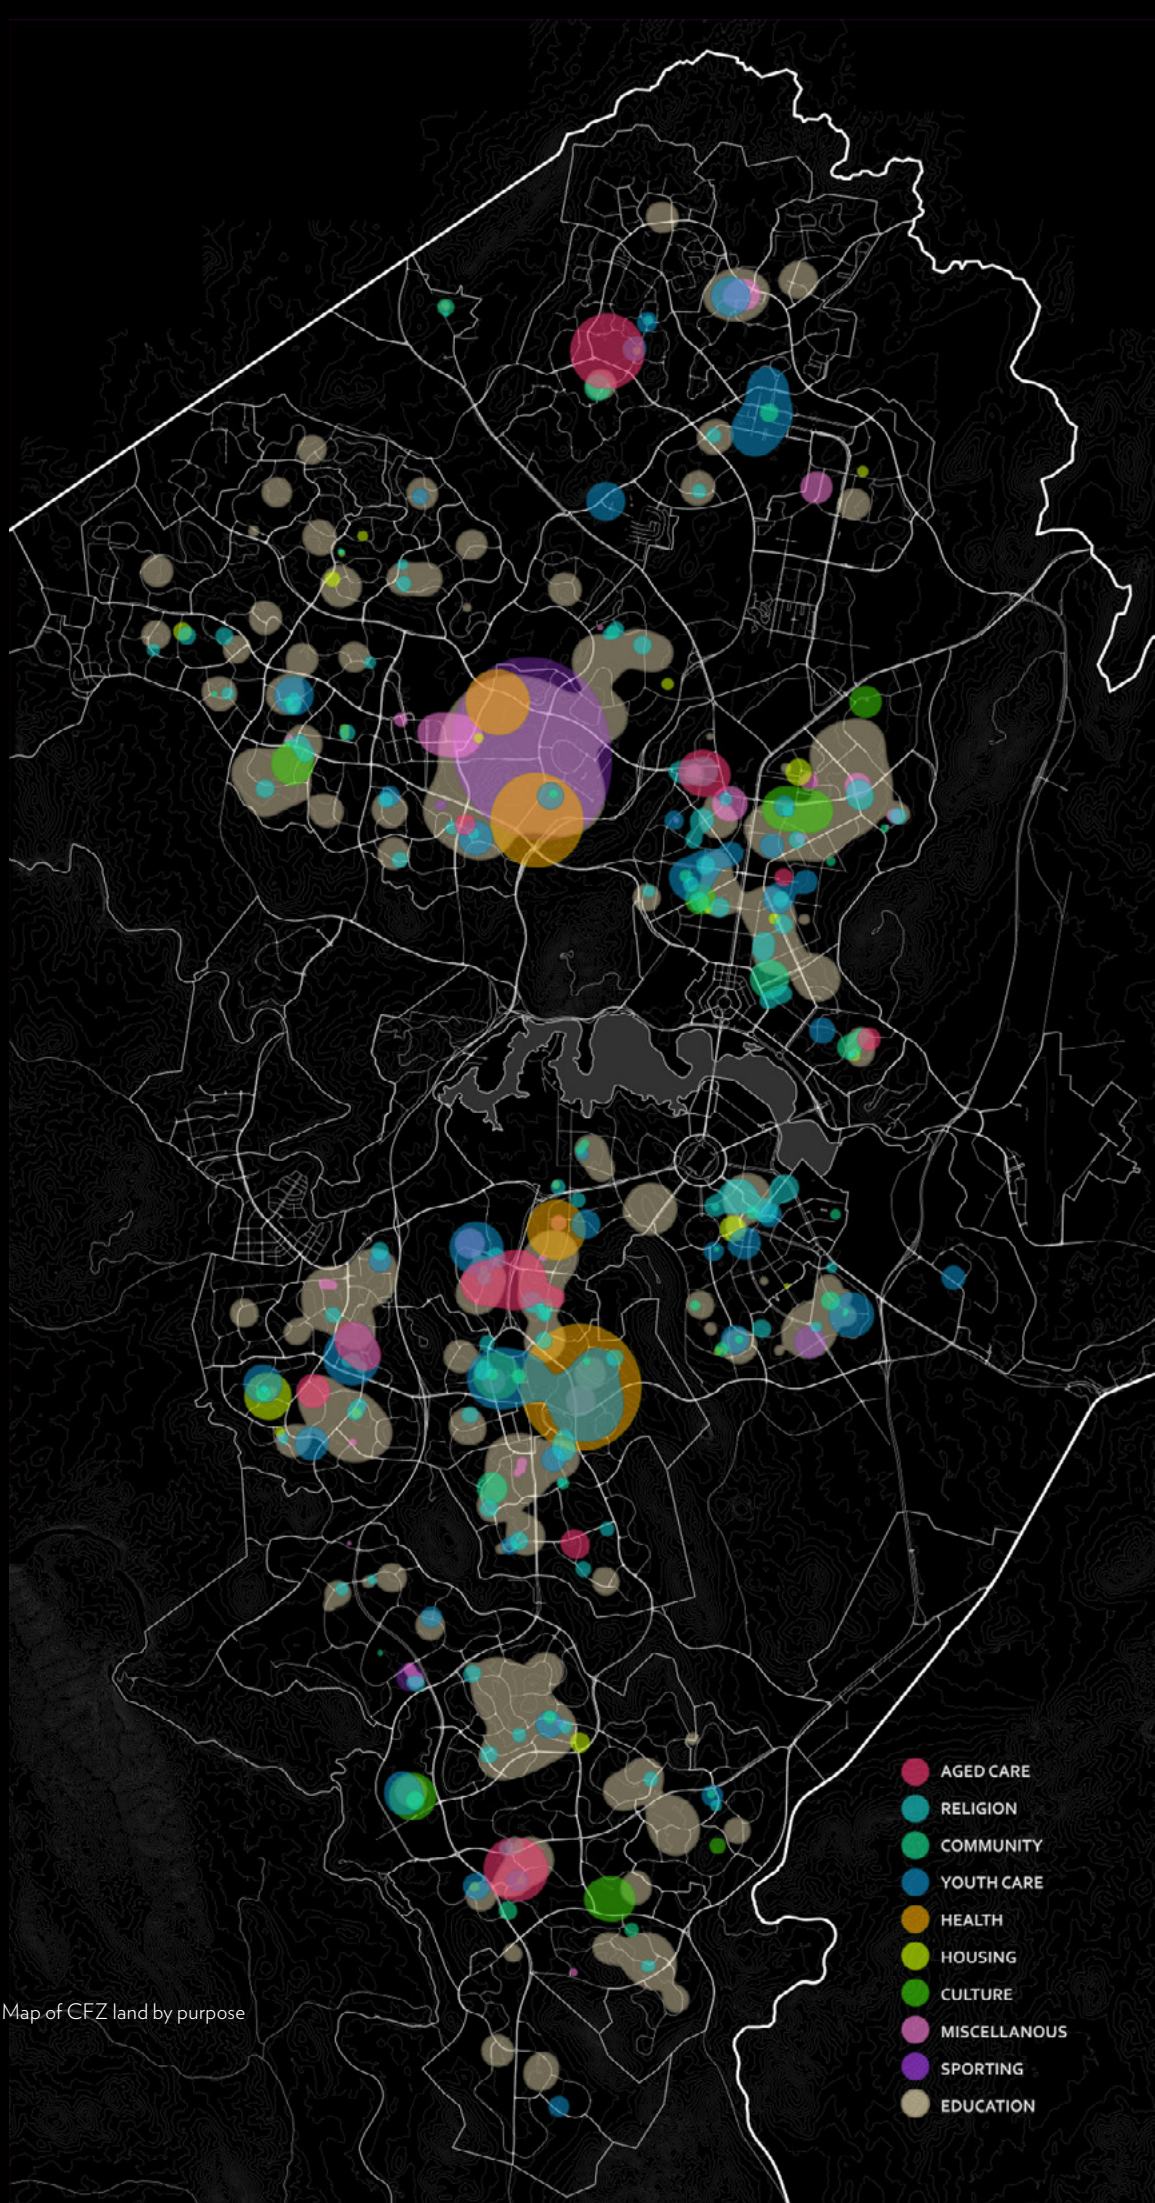 AGED CARE
RELIGION
COMMUNITY
YOUTH CARE
HEALTH
HOUSING
CULTURE
MISCELLANOUS
SPORTING
EDUCATION
Map of CFZ land by purpose